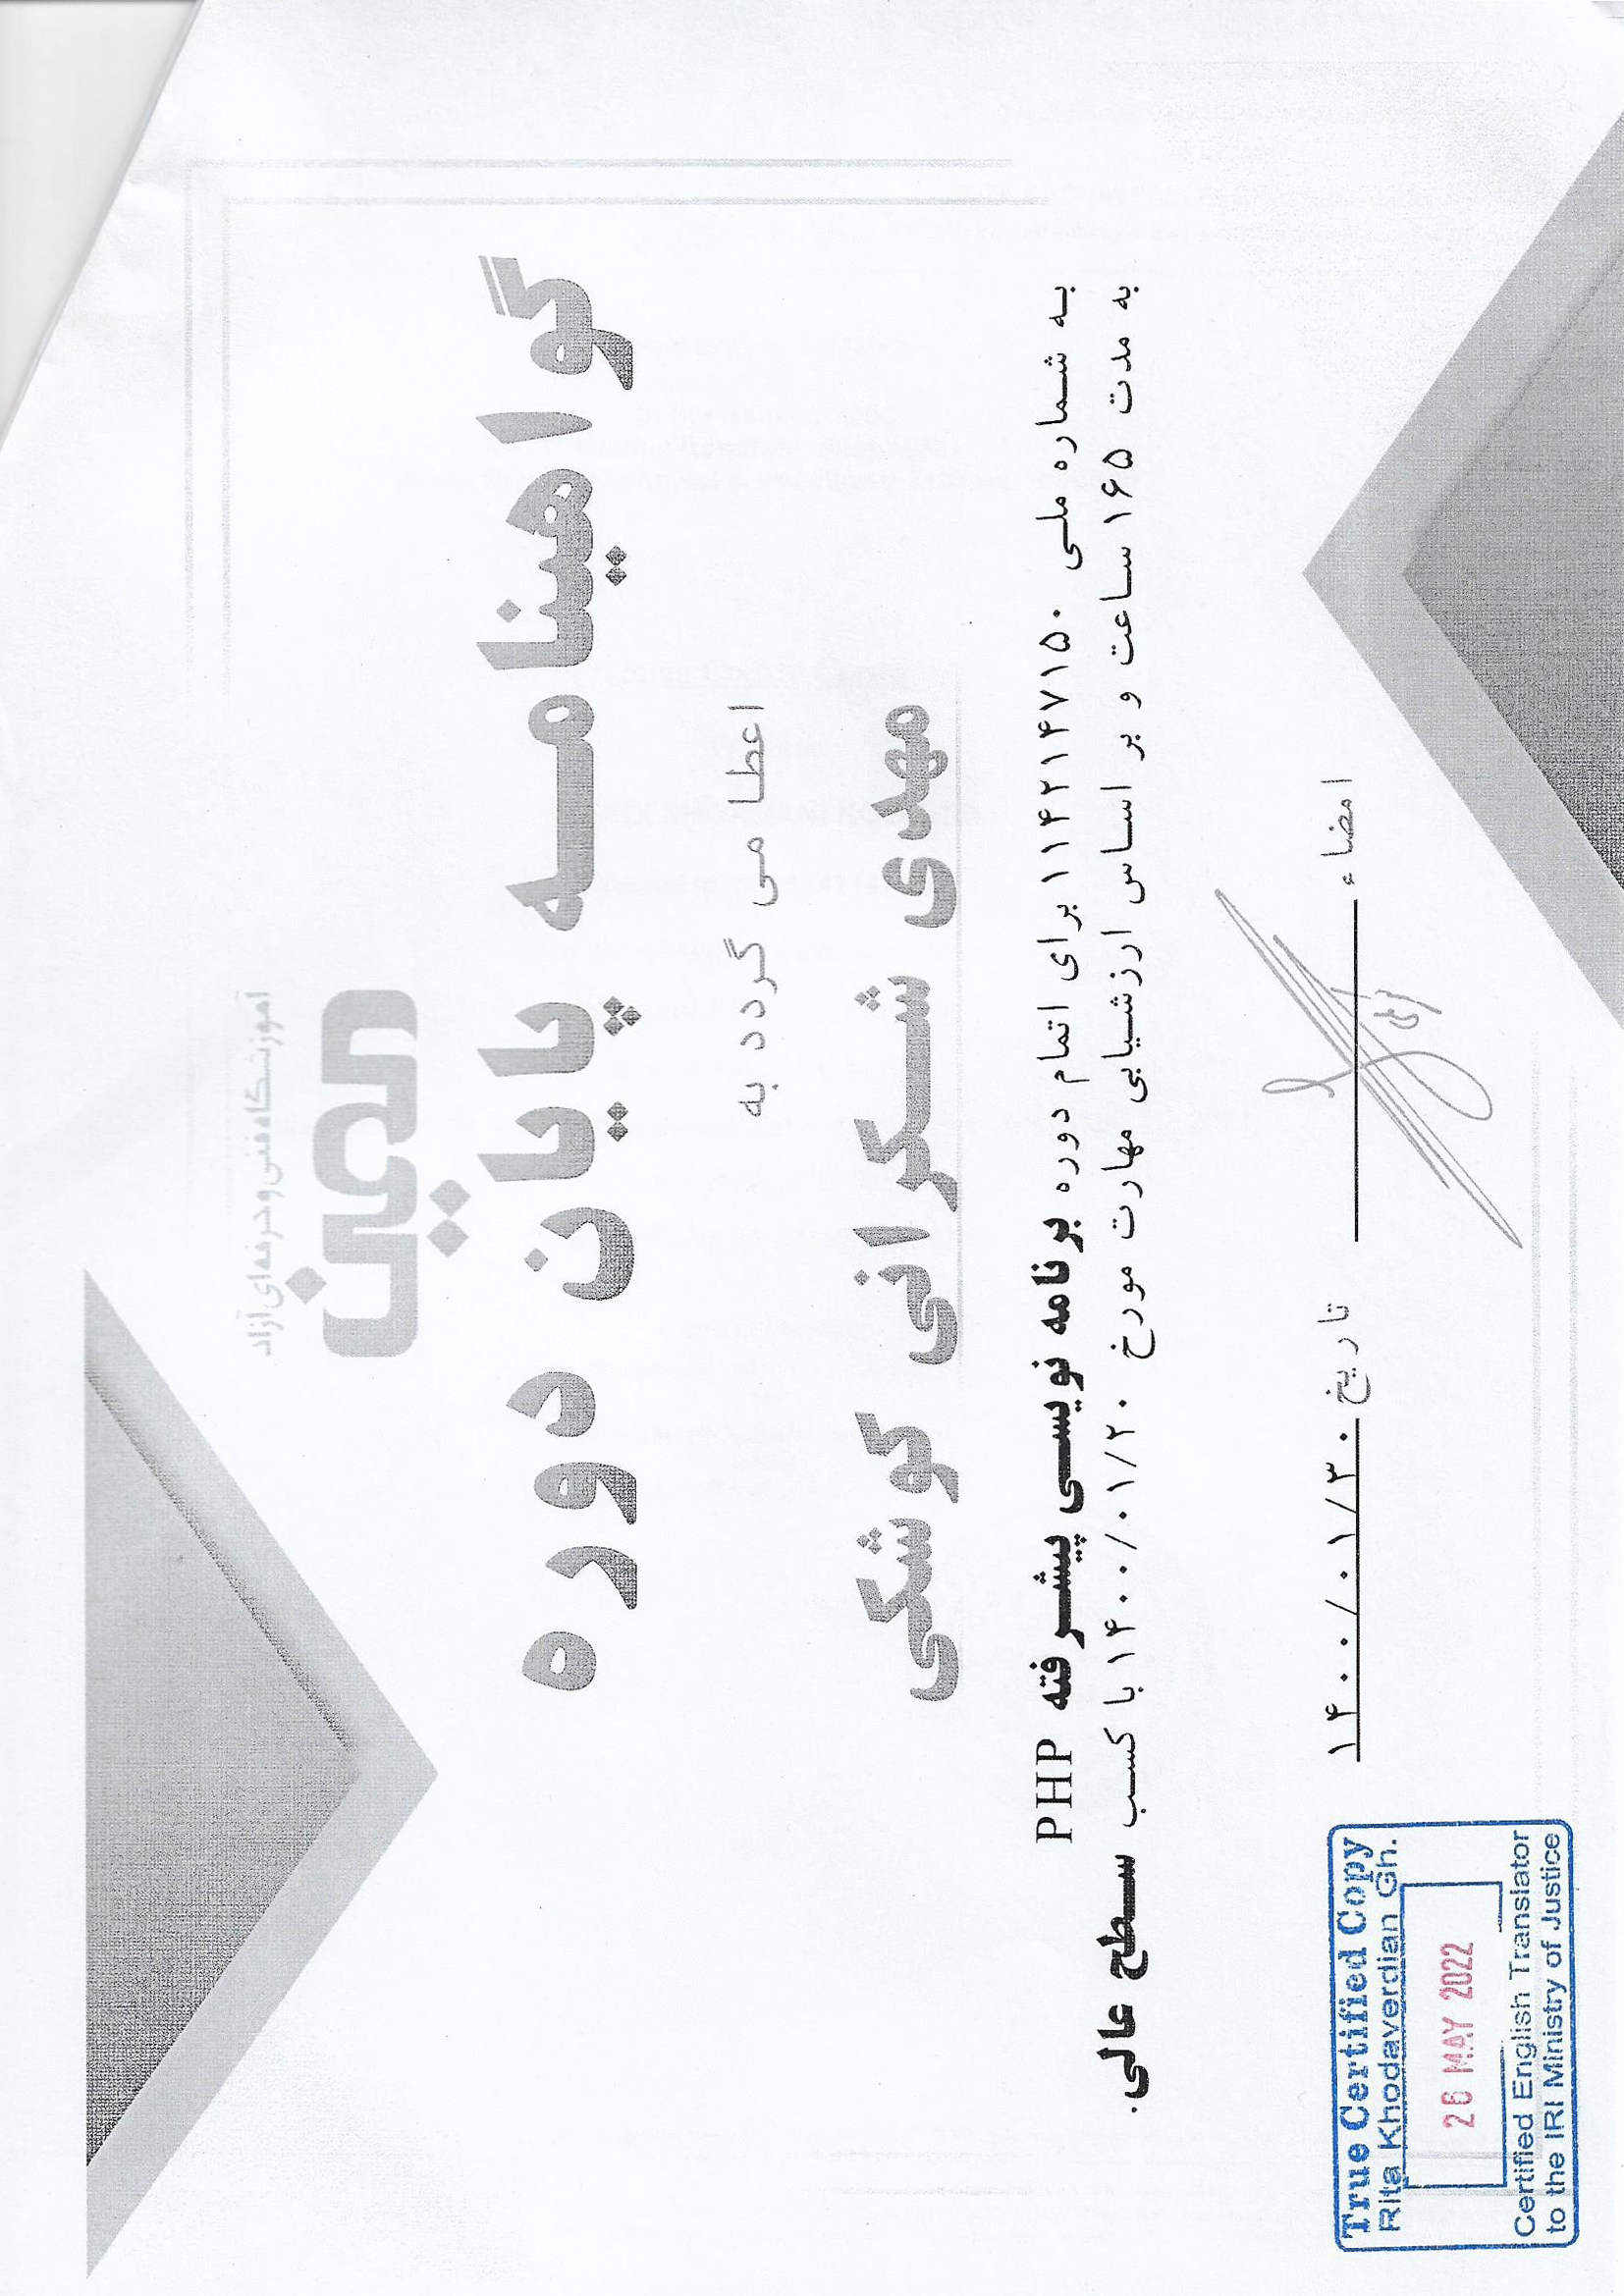 آموزشگاه فنی و حرفه‌ای آزاد
معین
گواهینامه پایان دوره
اعطا می گردد به
مهدی شکرانی کوشکی
به شماره ملی ۱۱۴۲۱۴۷۱۵۰ برای اتمام دوره برنامه نویسی پیشرفته PHP
به مدت ۱۶۵ ساعت و بر اساس ارزشیابی مهارت مورخ ۱۴۰۰/۰۱/۲۰ با کسب سطح عالی.
امضاء
تاریخ ۱۴۰۰/۰۱/۳۰
True Certified Copy
Rita Khodaverdian Gh.
26 MAY 2022
Certified English Translator
to the IRI Ministry of Justice